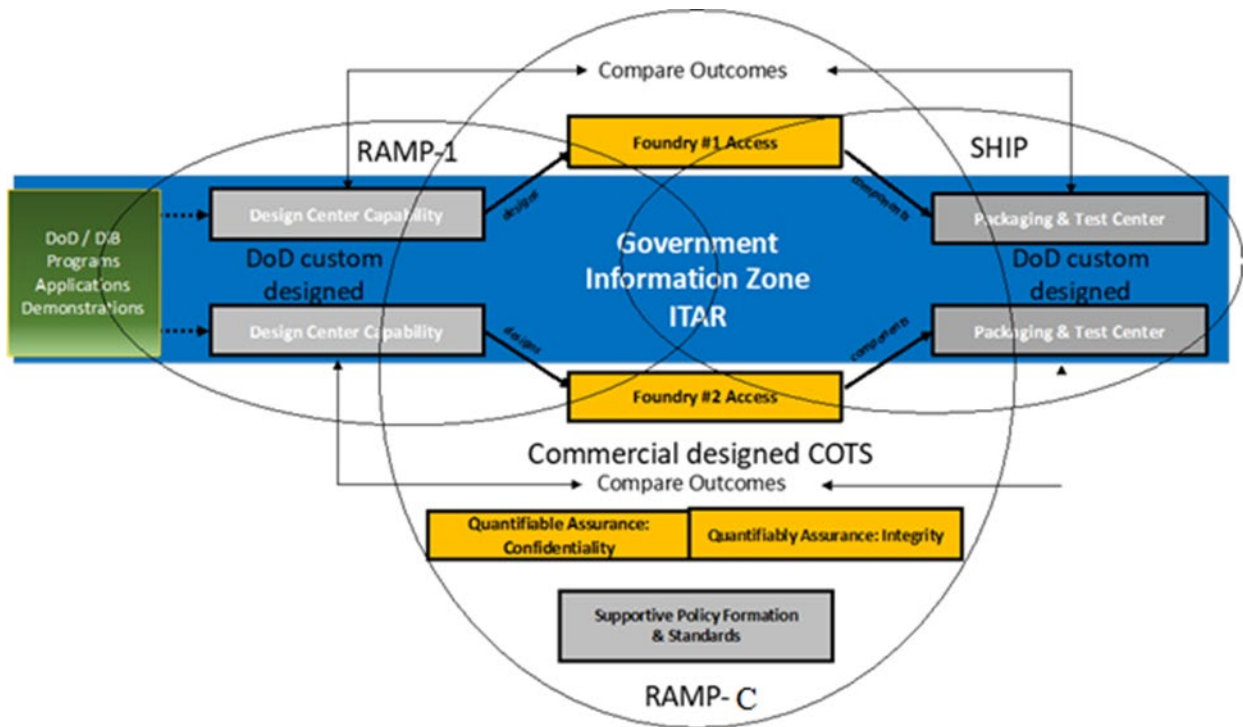 Compare Outcomes
RAMP-1
Foundry #1 Access
SHIP
designs
components
Design Center Capability
Packaging & Test Center
DoD / DIB
Programs
Applications
Demonstrations
DoD custom
designed
Government
Information Zone
ITAR
DoD custom
designed
Design Center Capability
Packaging & Test Center
designs
components
Foundry #2 Access
Commercial designed COTS
Compare Outcomes
Quantifiable Assurance:
Confidentiality
Quantifiably Assurance: Integrity
Supportive Policy Formation
& Standards
RAMP- C